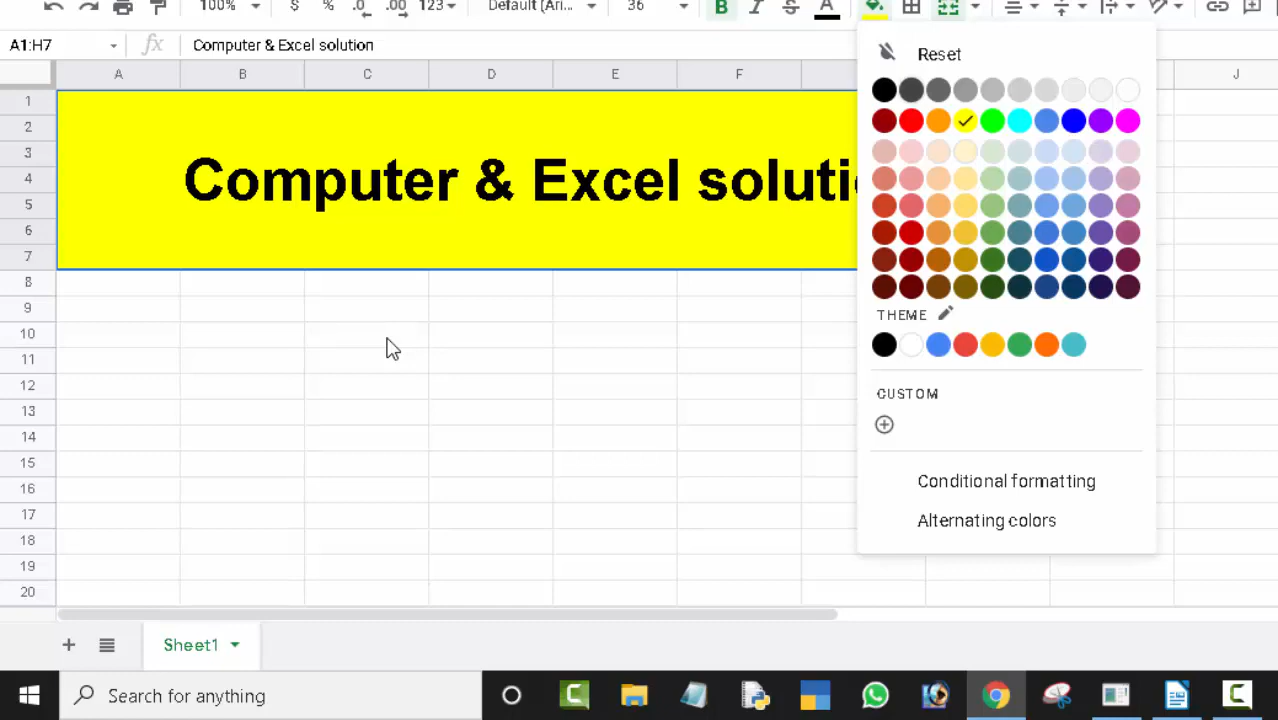 100% $ % .0 .00 123 Default (Ari... 36 B I S A
A1:H7 fx Computer & Excel solution
A B C D E F J
1
2
3
4
5
6
7
8
9
10
11
12
13
14
15
16
17
18
19
20
Computer & Excel soluti
Reset
THEME
CUSTOM
Conditional formatting
Alternating colors
Sheet1
Search for anything